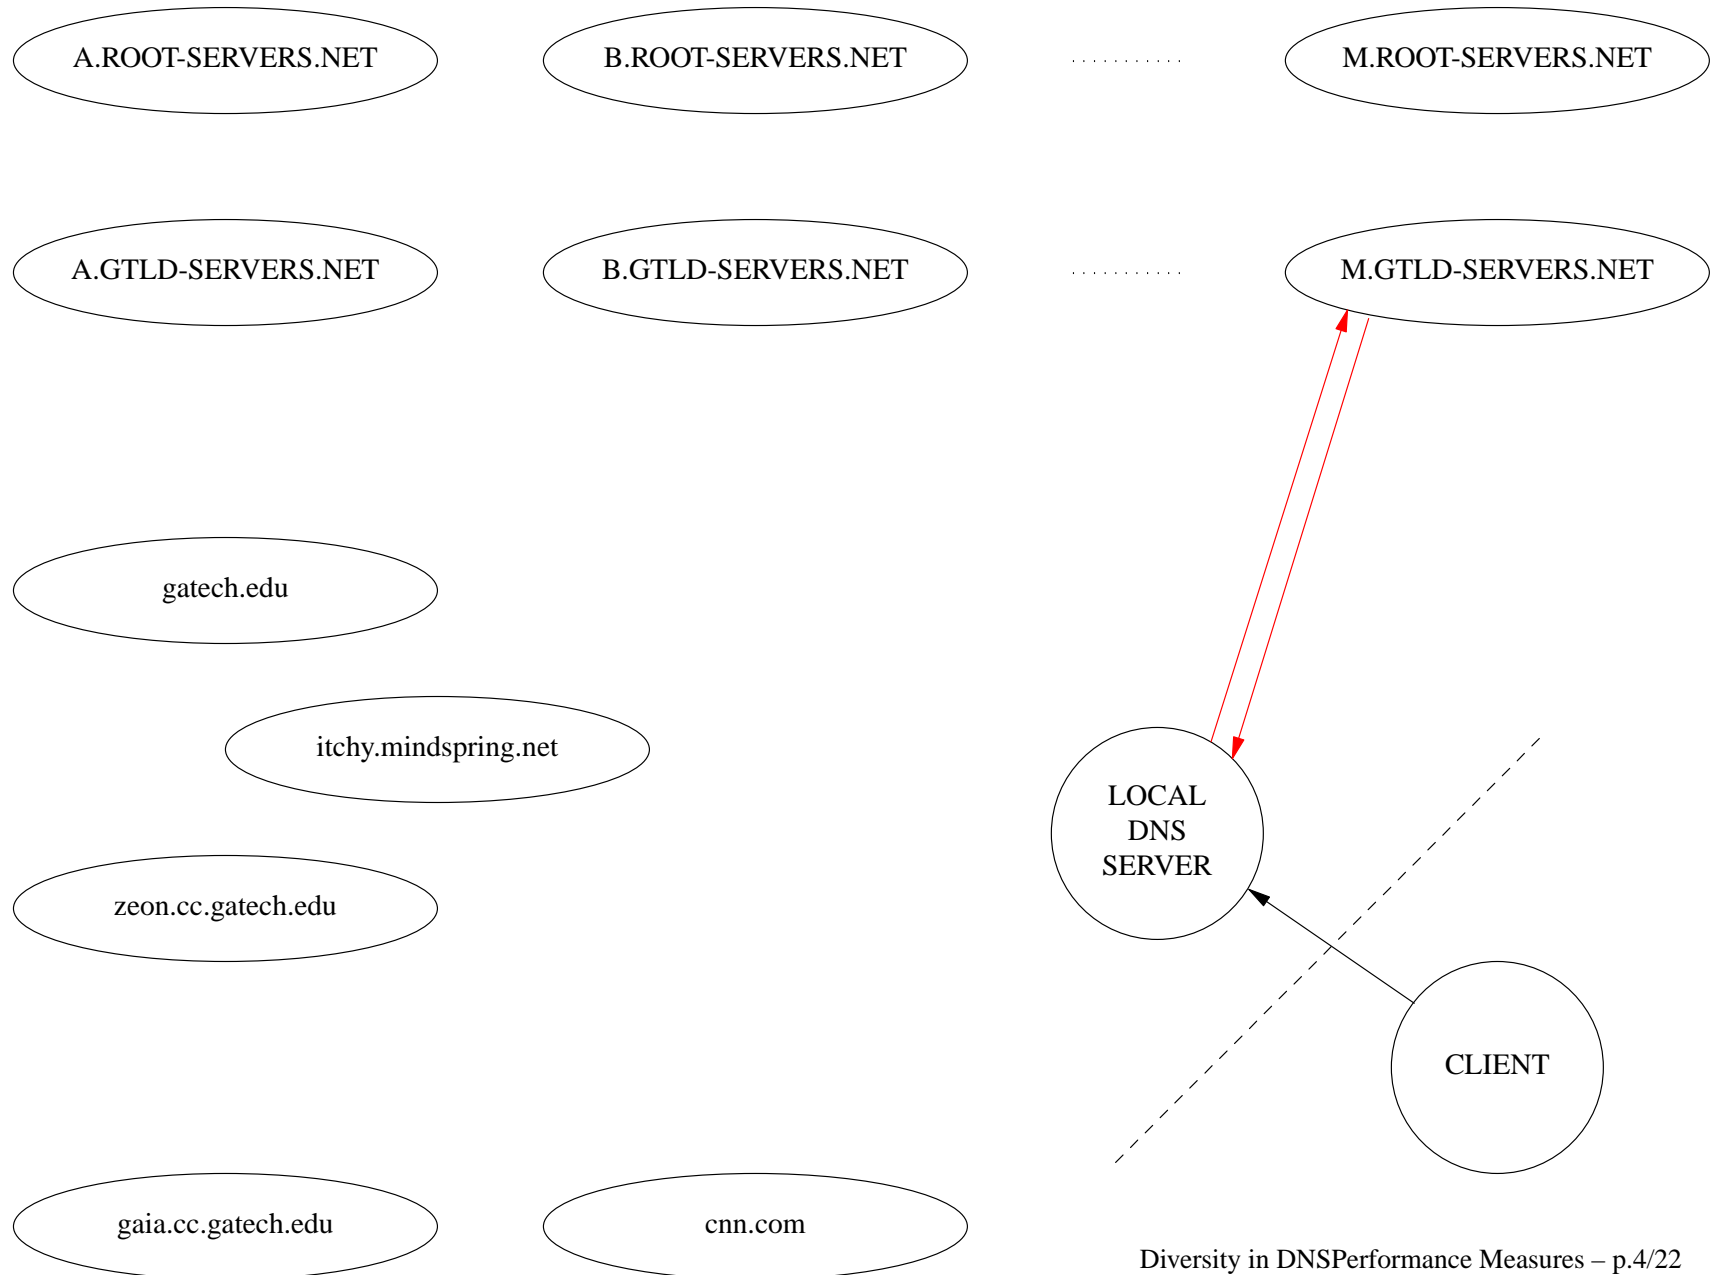 A.ROOT-SERVERS.NET
B.ROOT-SERVERS.NET
M.ROOT-SERVERS.NET
A.GTLD-SERVERS.NET
B.GTLD-SERVERS.NET
M.GTLD-SERVERS.NET
gatech.edu
itchy.mindspring.net
LOCAL
DNS
SERVER
zeon.cc.gatech.edu
CLIENT
gaia.cc.gatech.edu
cnn.com
Diversity in DNSPerformance Measures – p.4/22